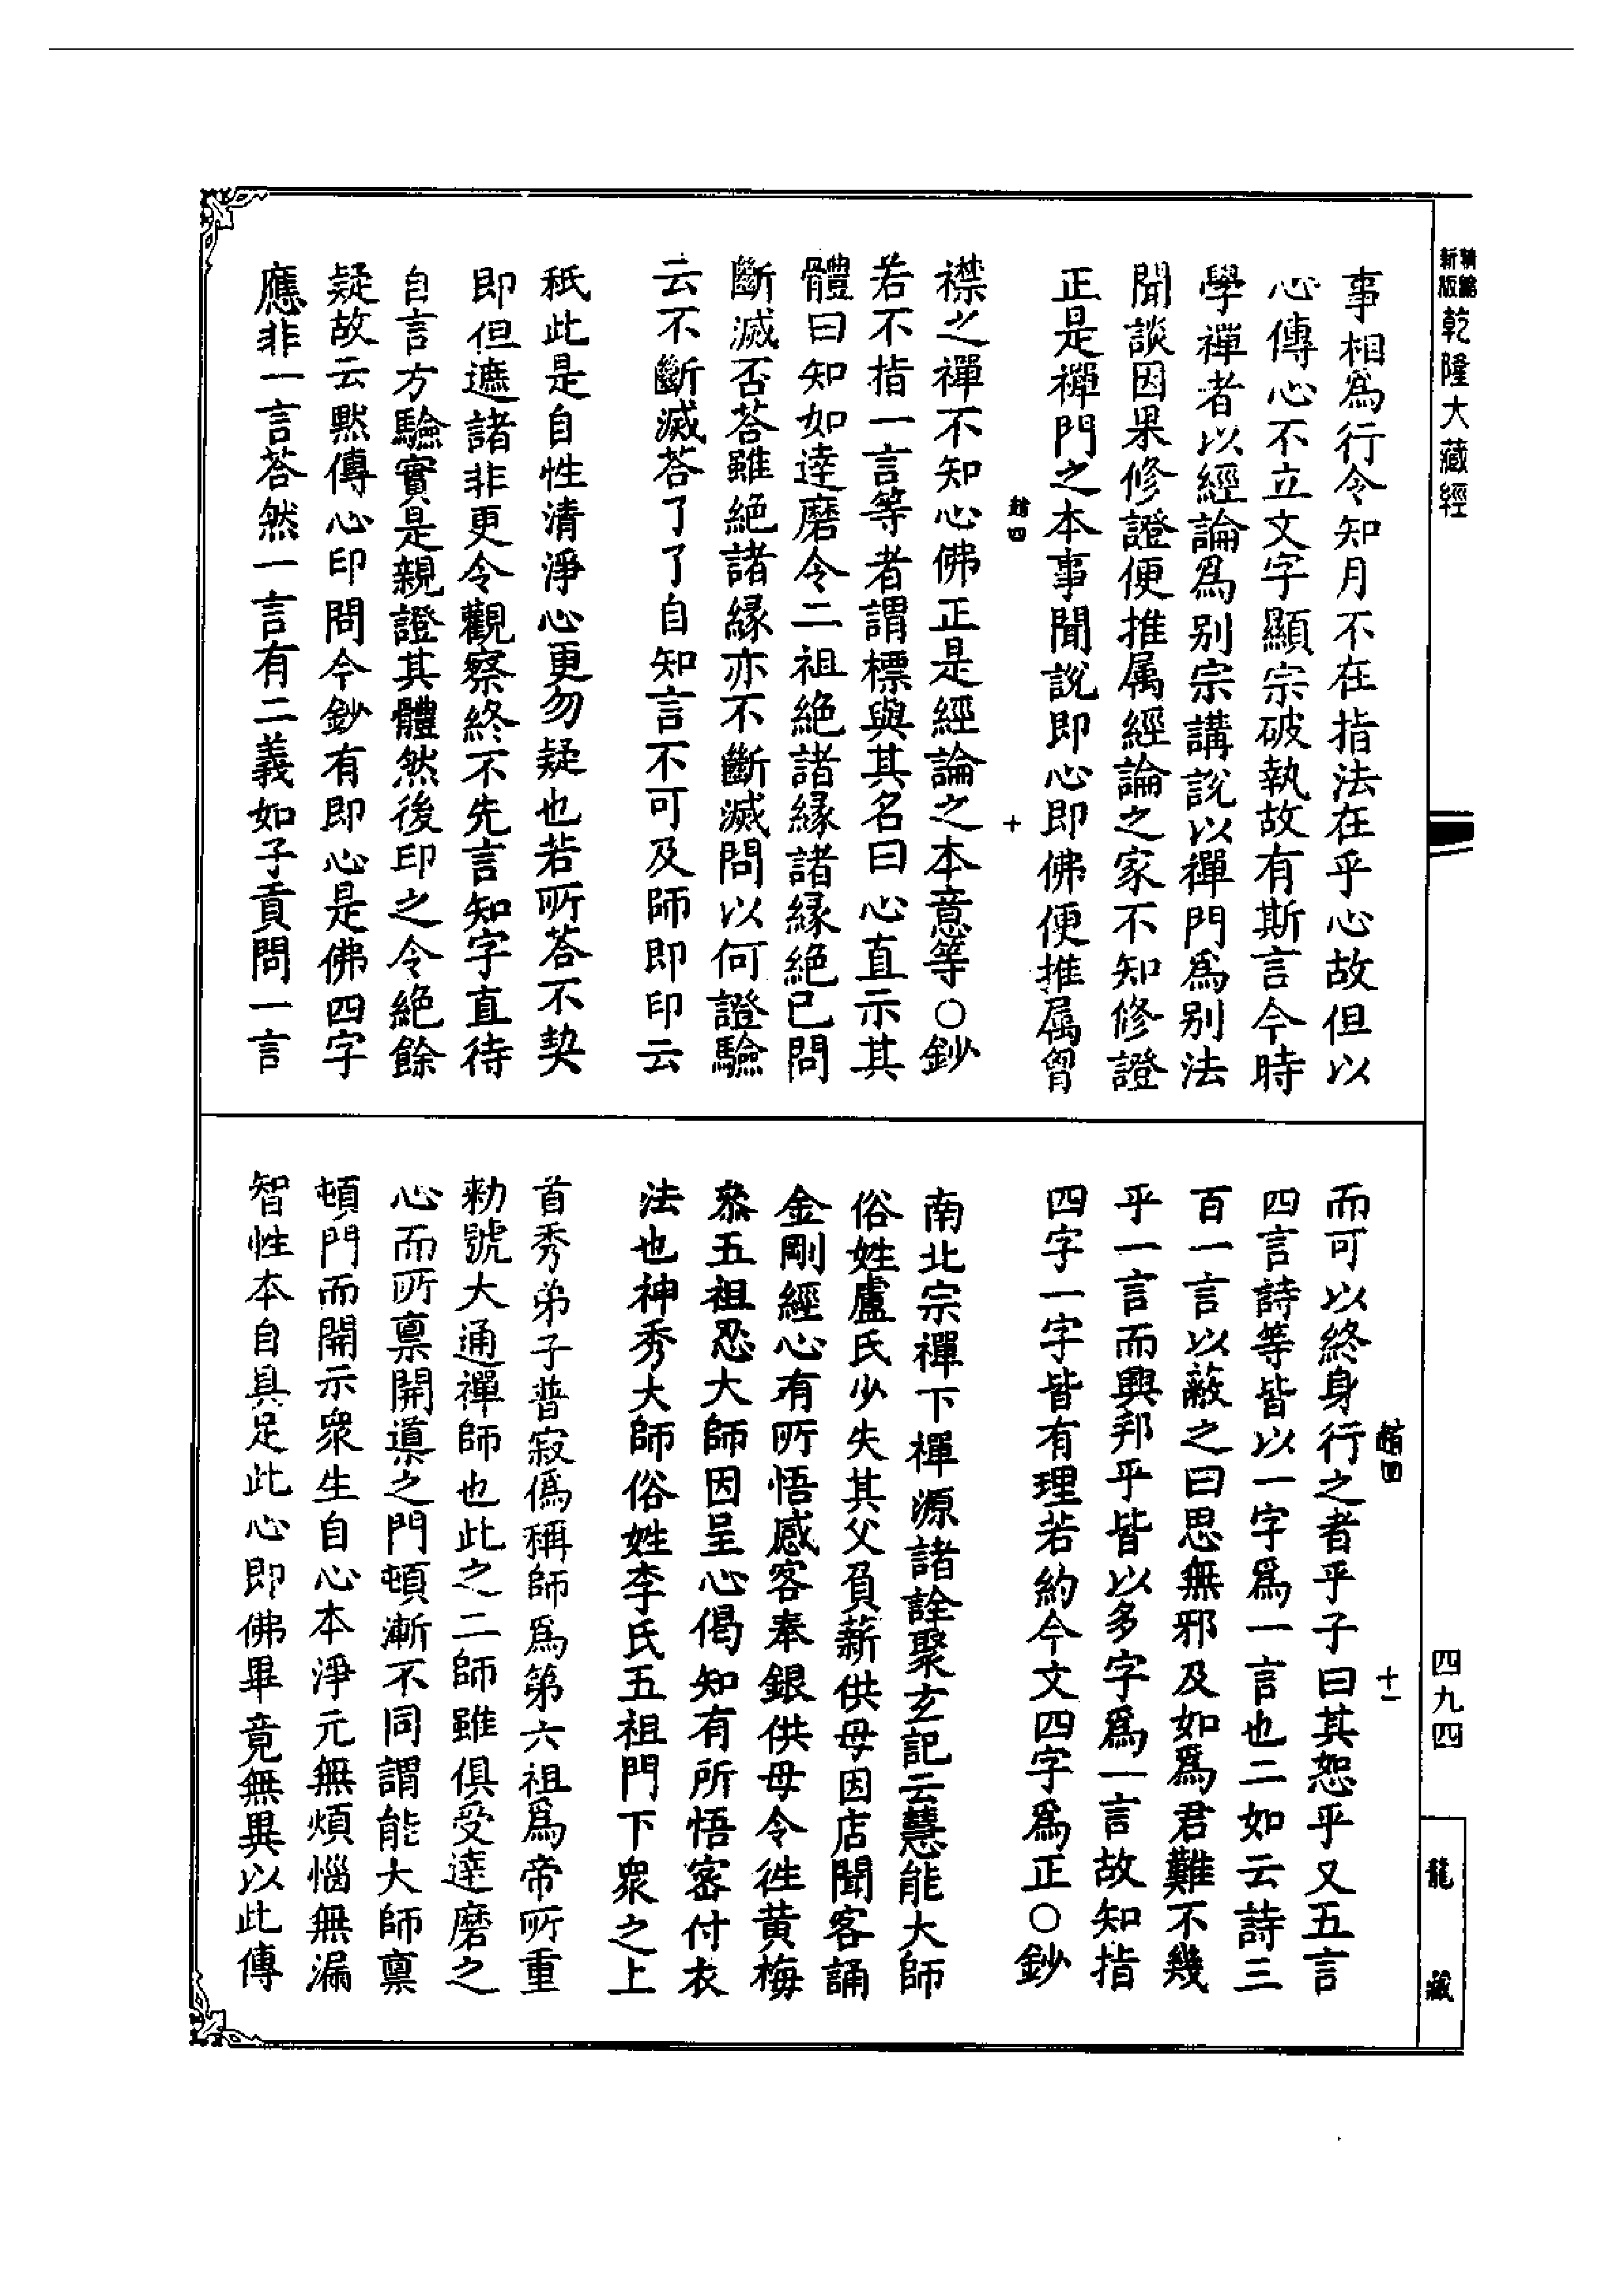 精縮
新版
乾隆大藏經
事相為行令知月不在指法在乎心故但以
心傳心不立文字顯宗破執故有斯言今時
學禪者以經論為别宗講說以禪門為别法
聞談因果修證便推属經論之家不知修證
正是禪門之本事聞說即心即佛便推属胷
十
襟之禪不知心佛正是經論之本意等○鈔
若不指一言等者謂標與其名曰心直示其
體曰知如逹磨令二祖絶諸縁諸縁絶已問
斷滅否荅雖絶諸縁亦不斷滅問以何證驗
云不斷滅荅了了自知言不可及師即印云
秖此是自性清淨心更勿疑也若所荅不契
即但遮諸非更令觀察終不先言知字直待
自言方驗實是親證其體然後印之令絶餘
疑故云黙傳心印問今鈔有即心是佛四字
應非一言荅然一言有二義如子貢問一言
十一
而可以終身行之者乎子曰其恕乎又五言
四言詩等皆以一字為一言也二如云詩三
百一言以蔽之曰思無邪及如為君難不幾
乎一言而興邦乎皆以多字為一言故知指
四字一字皆有理若約今文四字為正○鈔
南北宗禪下禪源諸詮聚玄記云慧能大師
俗姓盧氏少失其父負薪供母因店聞客誦
金剛經心有所悟感客奉銀供母令徃黄梅
叅五祖忍大師因呈心偈知有所悟密付衣
法也神秀大師俗姓李氏五祖門下衆之上
首秀弟子普寂偽稱師為第六祖為帝所重
勑號大通禪師也此之二師雖俱受逹磨之
心而所禀開導之門頓漸不同謂能大師禀
頓門而開示衆生自心本淨元無煩惱無漏
智性本自具足此心即佛畢竟無異以此傳
四九四
龍藏